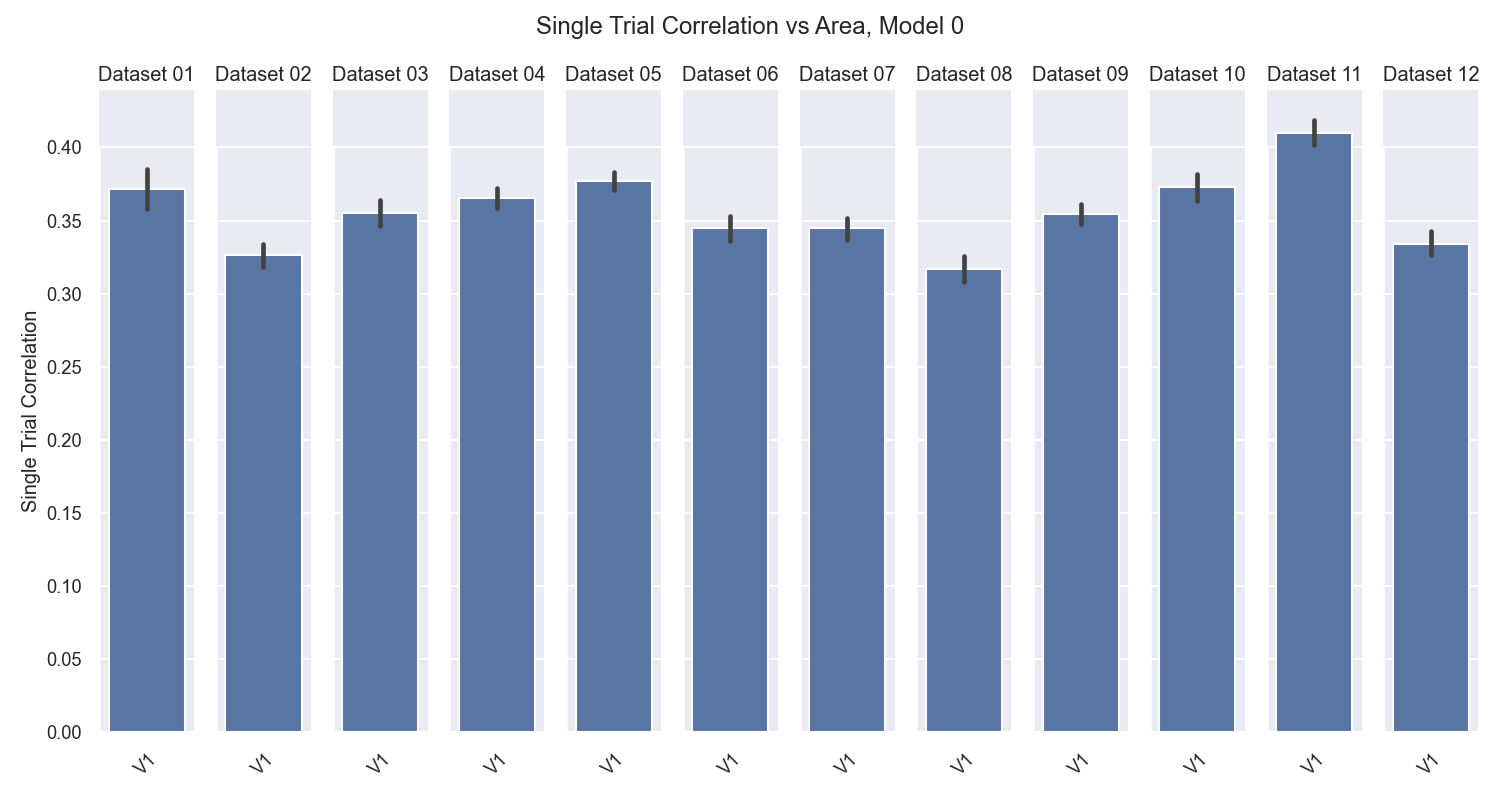 Single Trial Correlation vs Area, Model 0
Dataset 01
Dataset 02
Dataset 03
Dataset 04
Dataset 05
Dataset 06
Dataset 07
Dataset 08
Dataset 09
Dataset 10
Dataset 11
Dataset 12
Single Trial Correlation
0.40
0.35
0.30
0.25
0.20
0.15
0.10
0.05
0.00
V1
V1
V1
V1
V1
V1
V1
V1
V1
V1
V1
V1